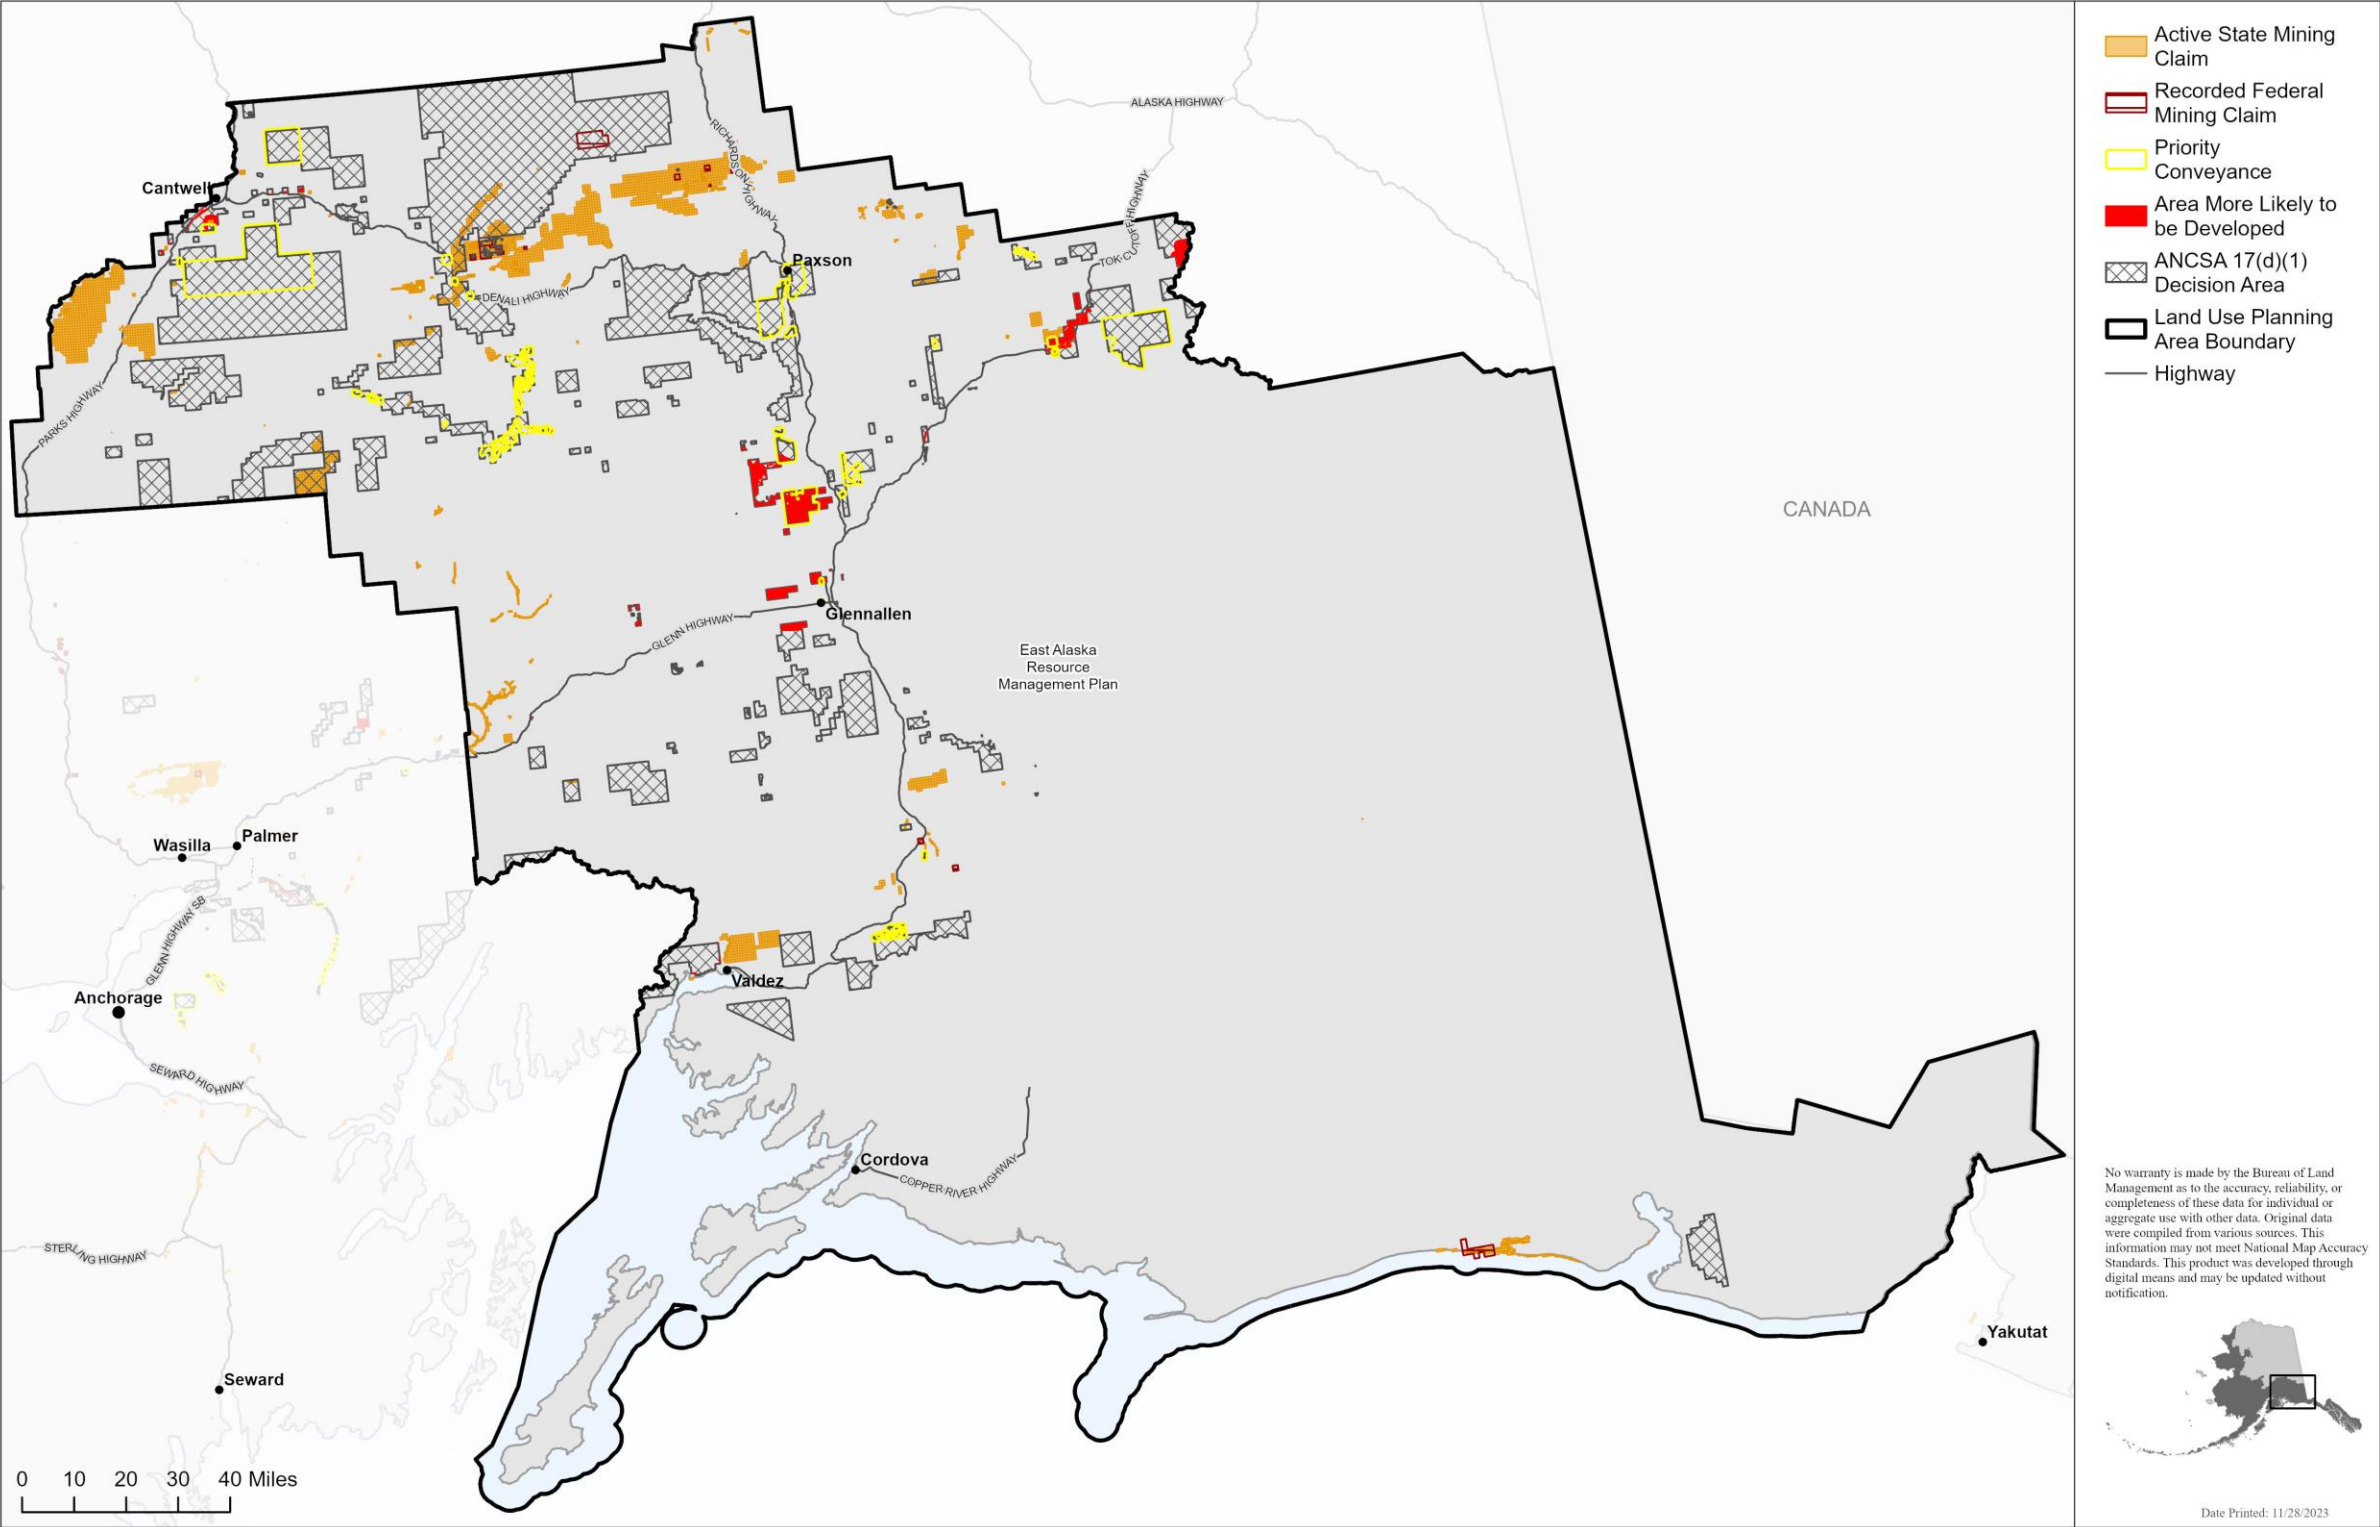 ALASKA HIGHWAY
RICHARDSON HIGHWAY
Cantwell
TOK CUTOFF HIGHWAY
Paxson
DENALI HIGHWAY
PARKS HIGHWAY
CANADA
Glennallen
GLENN HIGHWAY
East Alaska
Resource
Management Plan
Wasilla
Palmer
GLENN HIGHWAY SB
Anchorage
Valdez
SEWARD HIGHWAY
Cordova
COPPER RIVER HIGHWAY
STERLING HIGHWAY
Yakutat
Seward
0 10 20 30 40 Miles
Active State Mining
Claim
Recorded Federal
Mining Claim
Priority
Conveyance
Area More Likely to
be Developed
ANCSA 17(d)(1)
Decision Area
Land Use Planning
Area Boundary
Highway
No warranty is made by the Bureau of Land
Management as to the accuracy, reliability, or
completeness of these data for individual or
aggregate use with other data. Original data
were compiled from various sources. This
information may not meet National Map Accuracy
Standards. This product was developed through
digital means and may be updated without
notification.
Date Printed: 11/28/2023